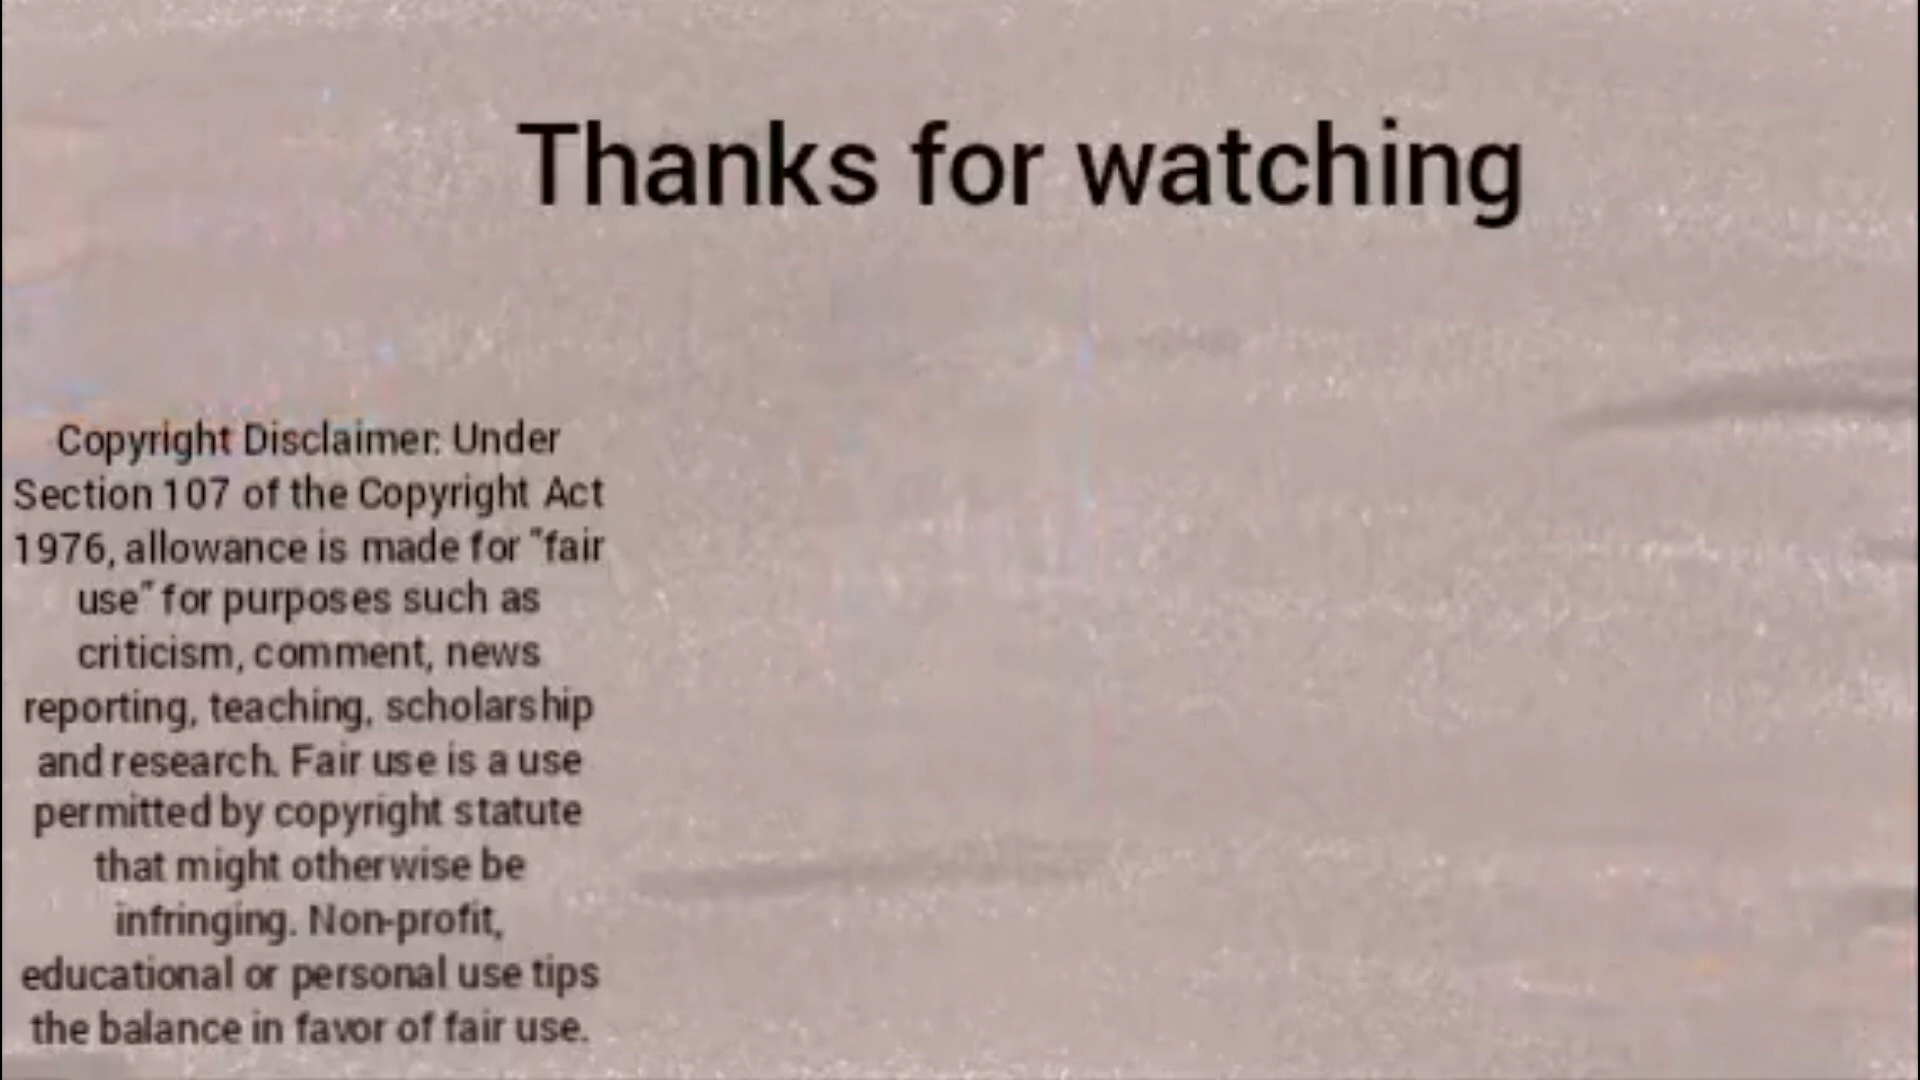 Thanks for watching
Copyright Disclaimer: Under
Section 107 of the Copyright Act
1976, allowance is made for "fair
use" for purposes such as
criticism, comment, news
reporting, teaching, scholarship
and research. Fair use is a use
permitted by copyright statute
that might otherwise be
infringing. Non-profit,
educational or personal use tips
the balance in favor of fair use.